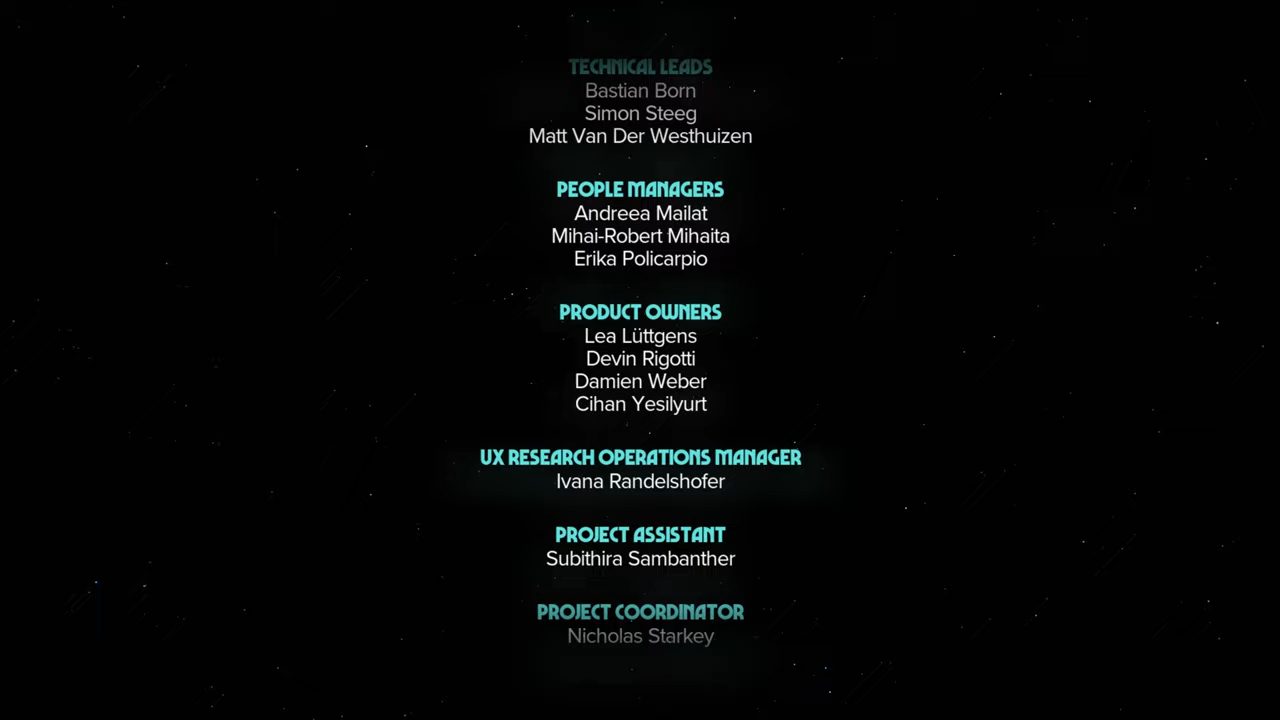 TECHNICAL LEADS
Bastian Born
Simon Steeg
Matt Van Der Westhuizen
PEOPLE MANAGERS
Andreea Mailat
Mihai-Robert Mihaita
Erika Policarpio
PRODUCT OWNERS
Lea Lüttgens
Devin Rigotti
Damien Weber
Cihan Yesilyurt
UX RESEARCH OPERATIONS MANAGER
Ivana Randelshofer
PROJECT ASSISTANT
Subithira Sambanther
PROJECT COORDINATOR
Nicholas Starkey